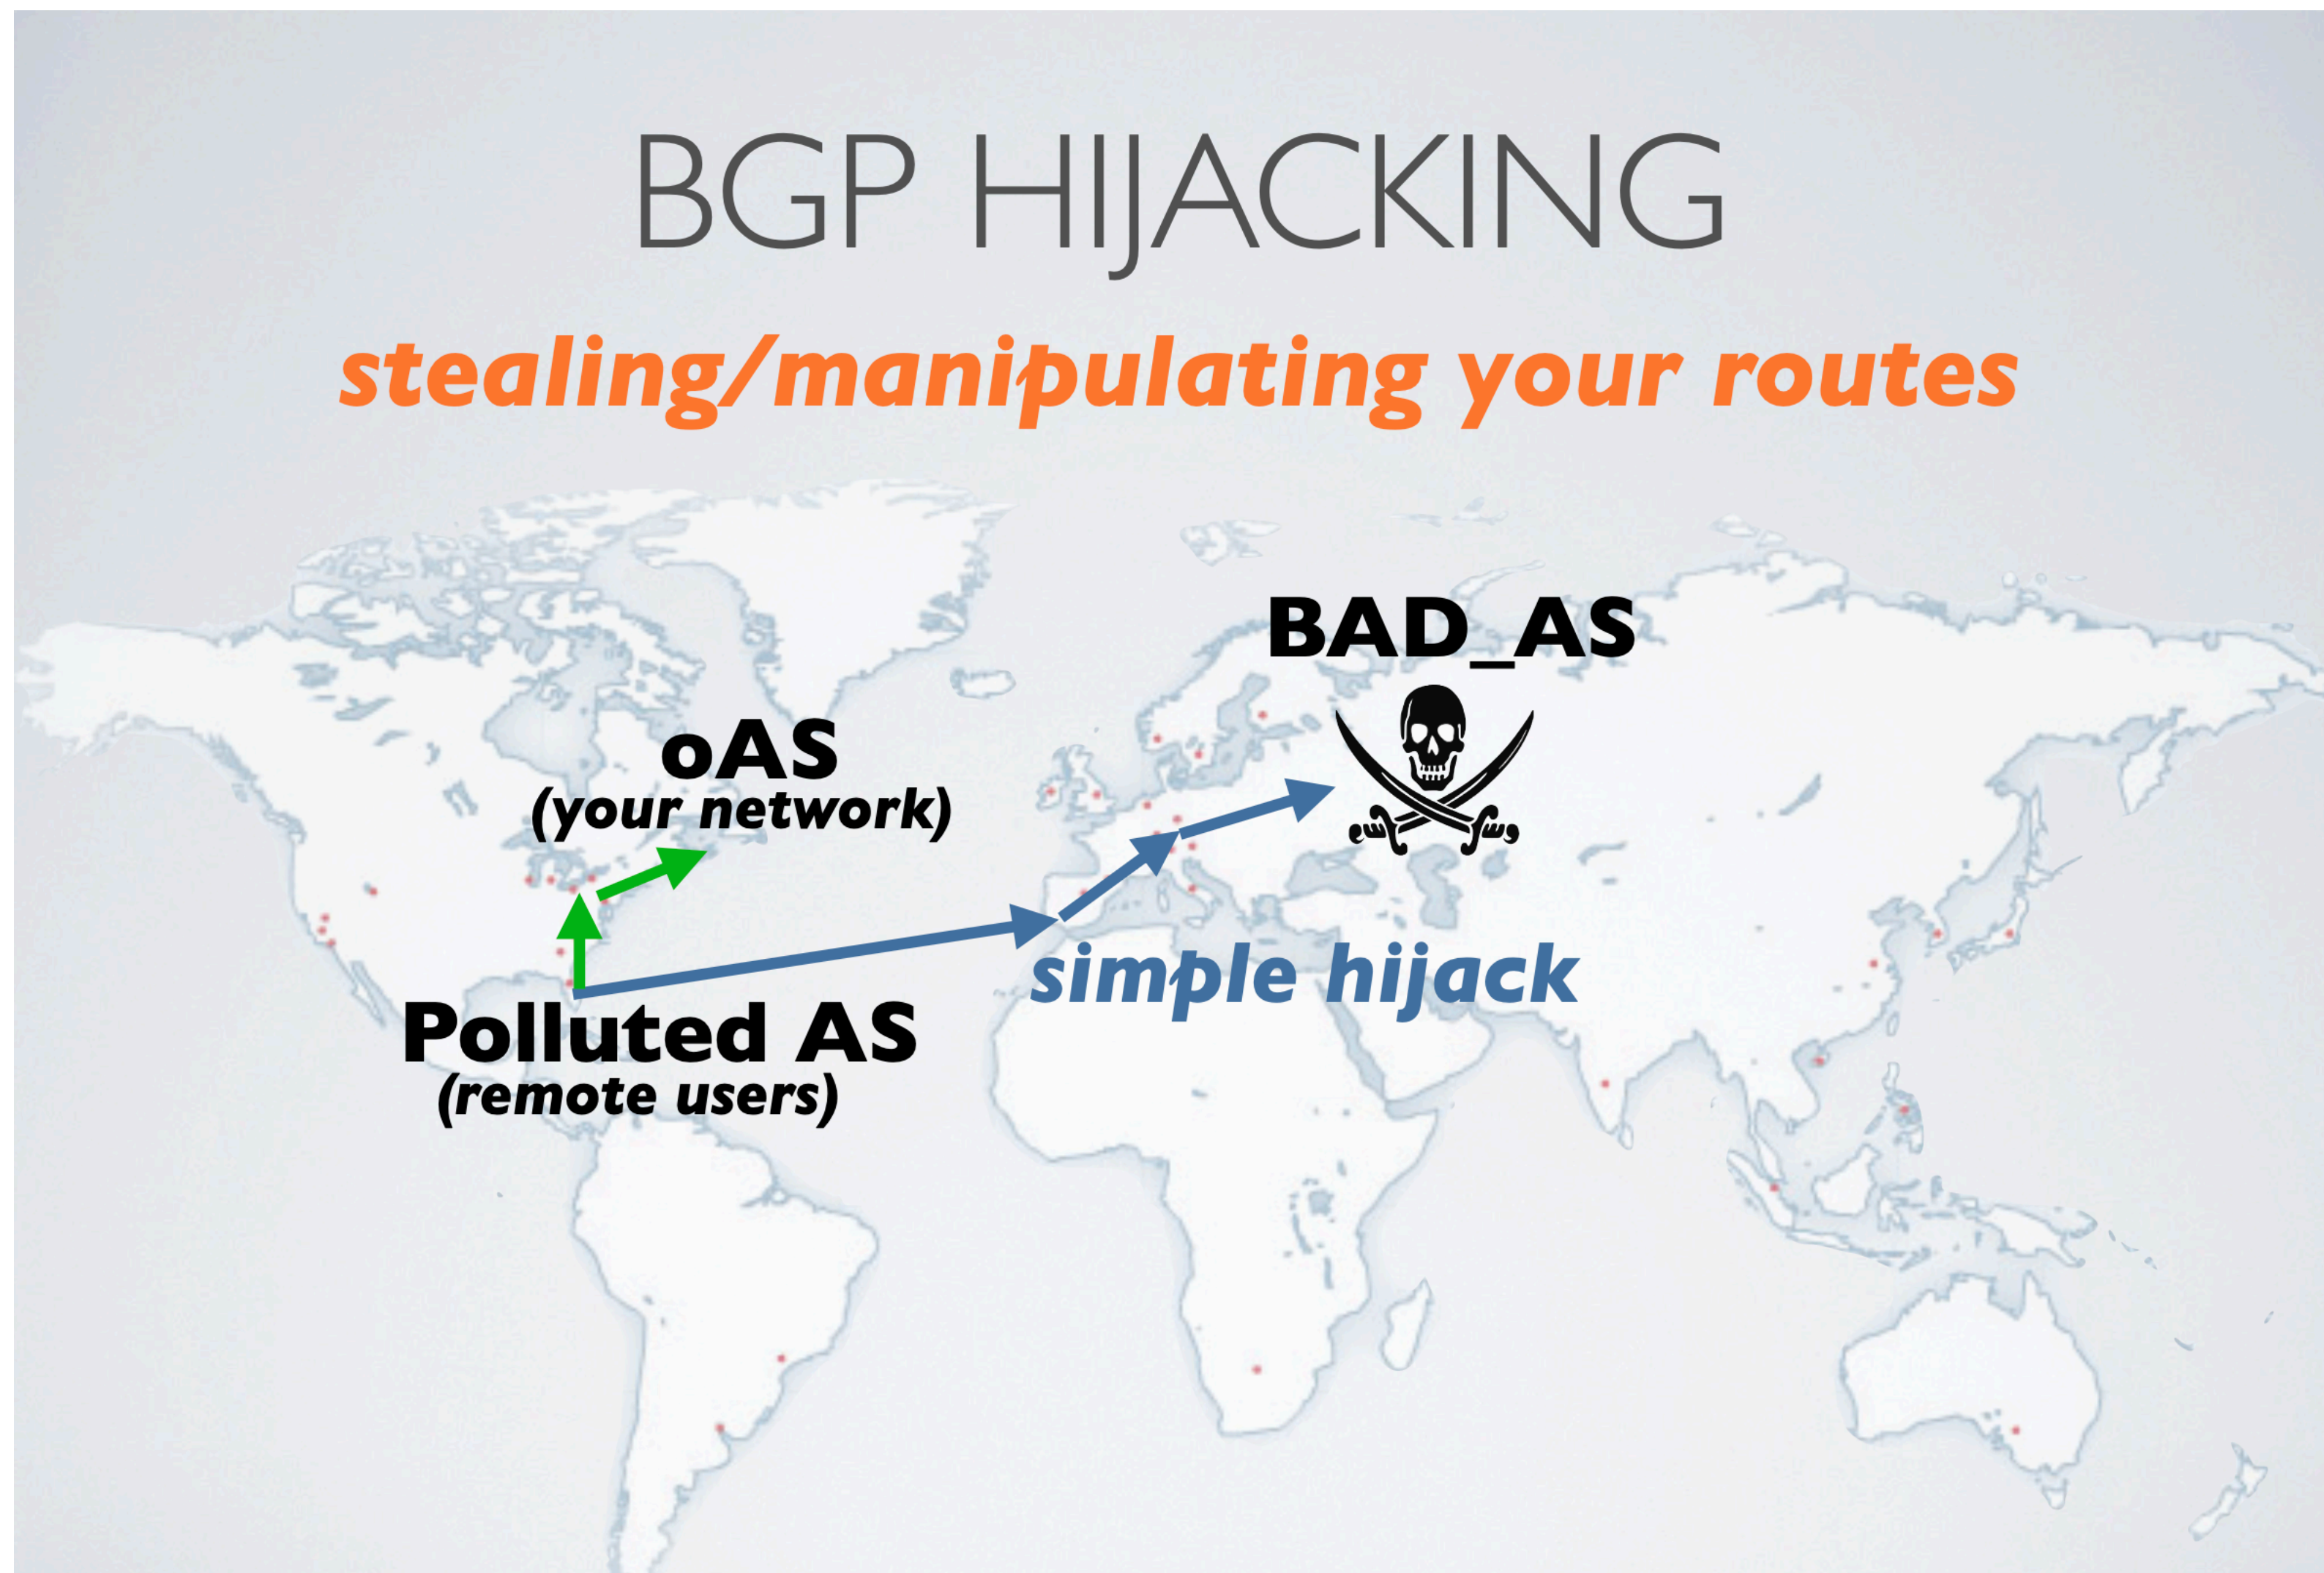 BGP HIJACKING
stealing/manipulating your routes
BAD_AS
oAS
(your network)
simple hijack
Polluted AS
(remote users)